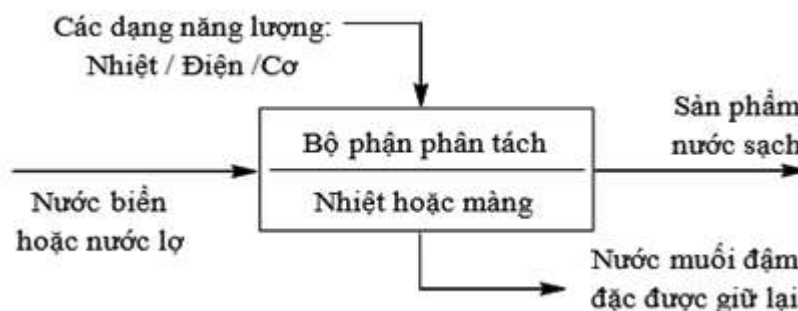 Các dạng năng lượng:
Nhiệt / Điện /Cơ
Bộ phận phân tách
Nhiệt hoặc màng
Nước biển
hoặc nước lợ
Sản phẩm
nước sạch
Nước muối đậm
đặc được giữ lại